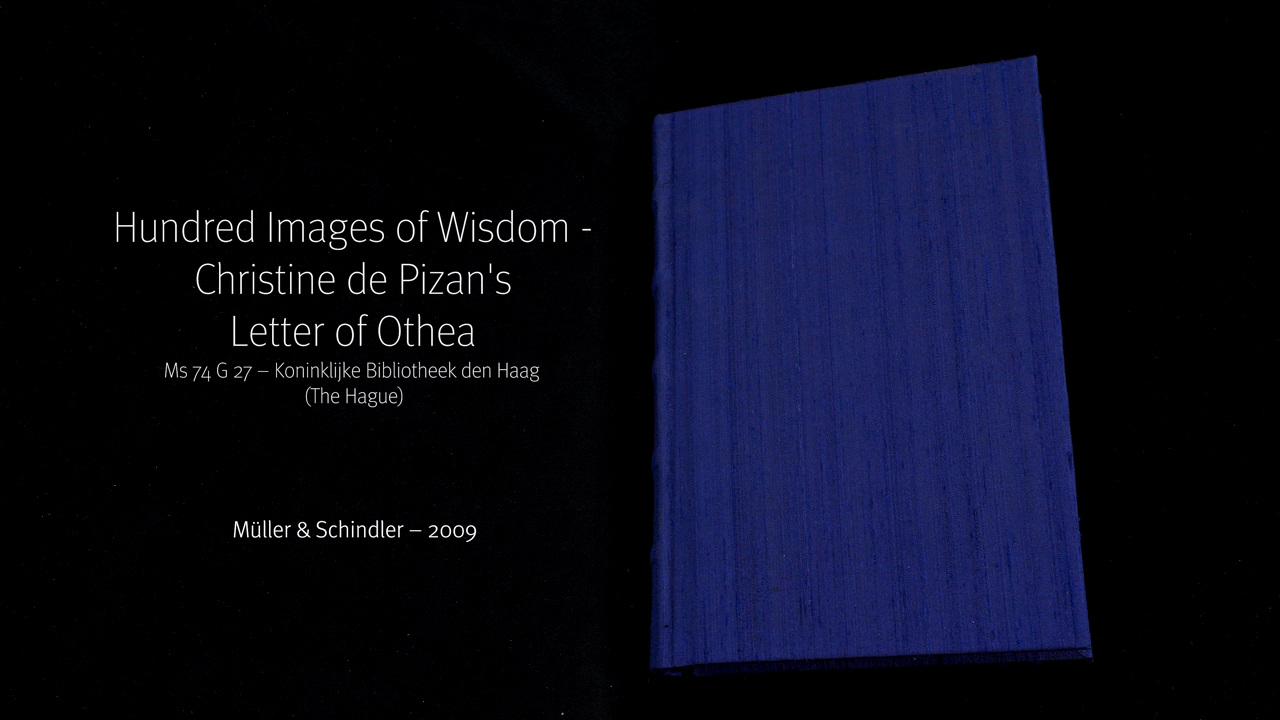 Hundred Images of Wisdom -
Christine de Pizan's
Letter of Othea
Ms 74 G 27 – Koninklijke Bibliotheek den Haag
(The Hague)
Müller & Schindler – 2009